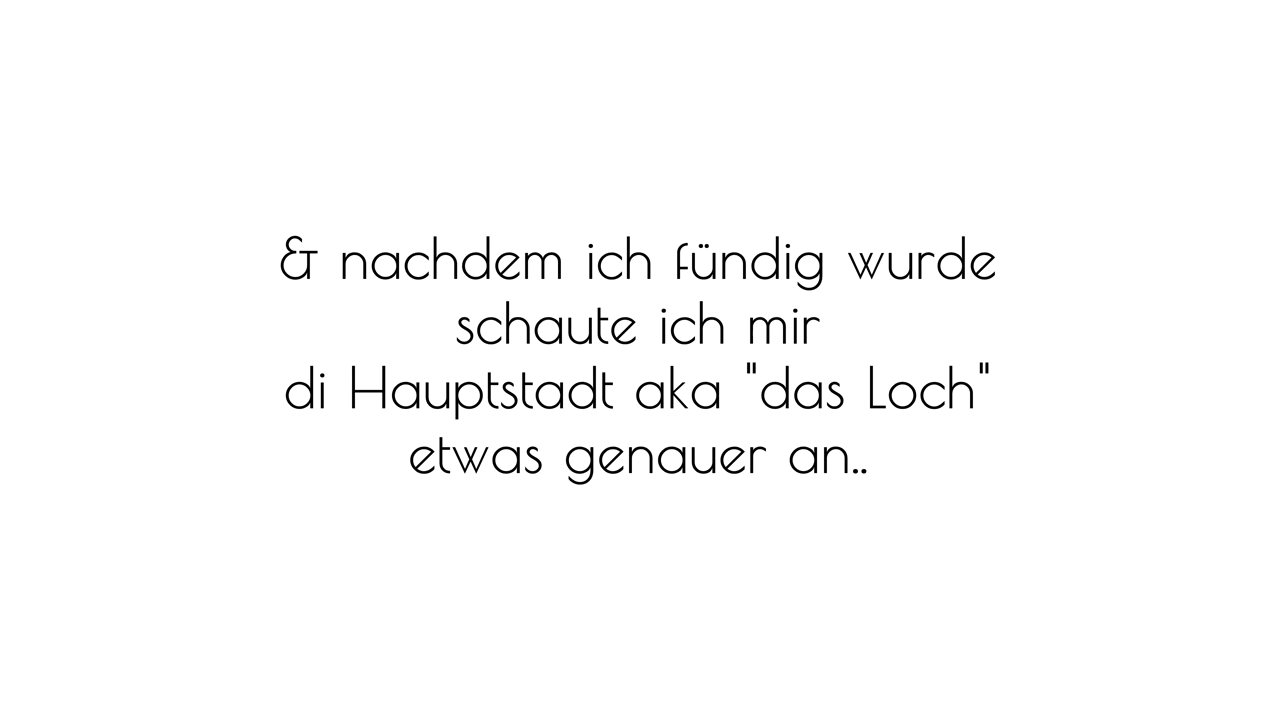 & nachdem ich fündig wurde
schaute ich mir
di Hauptstadt aka "das Loch"
etwas genauer an..